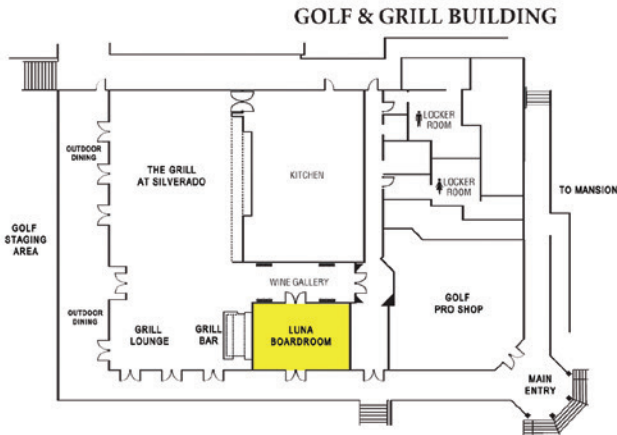 GOLF & GRILL BUILDING
LOCKER
ROOM
OUTDOOR
DINING
THE GRILL
AT SILVERADO
KITCHEN
LOCKER
ROOM
TO MANSION
GOLF
STAGING
AREA
WINE GALLERY
GOLF
PRO SHOP
OUTDOOR
DINING
GRILL
LOUNGE
GRILL
BAR
LUNA
BOARDROOM
MAIN
ENTRY